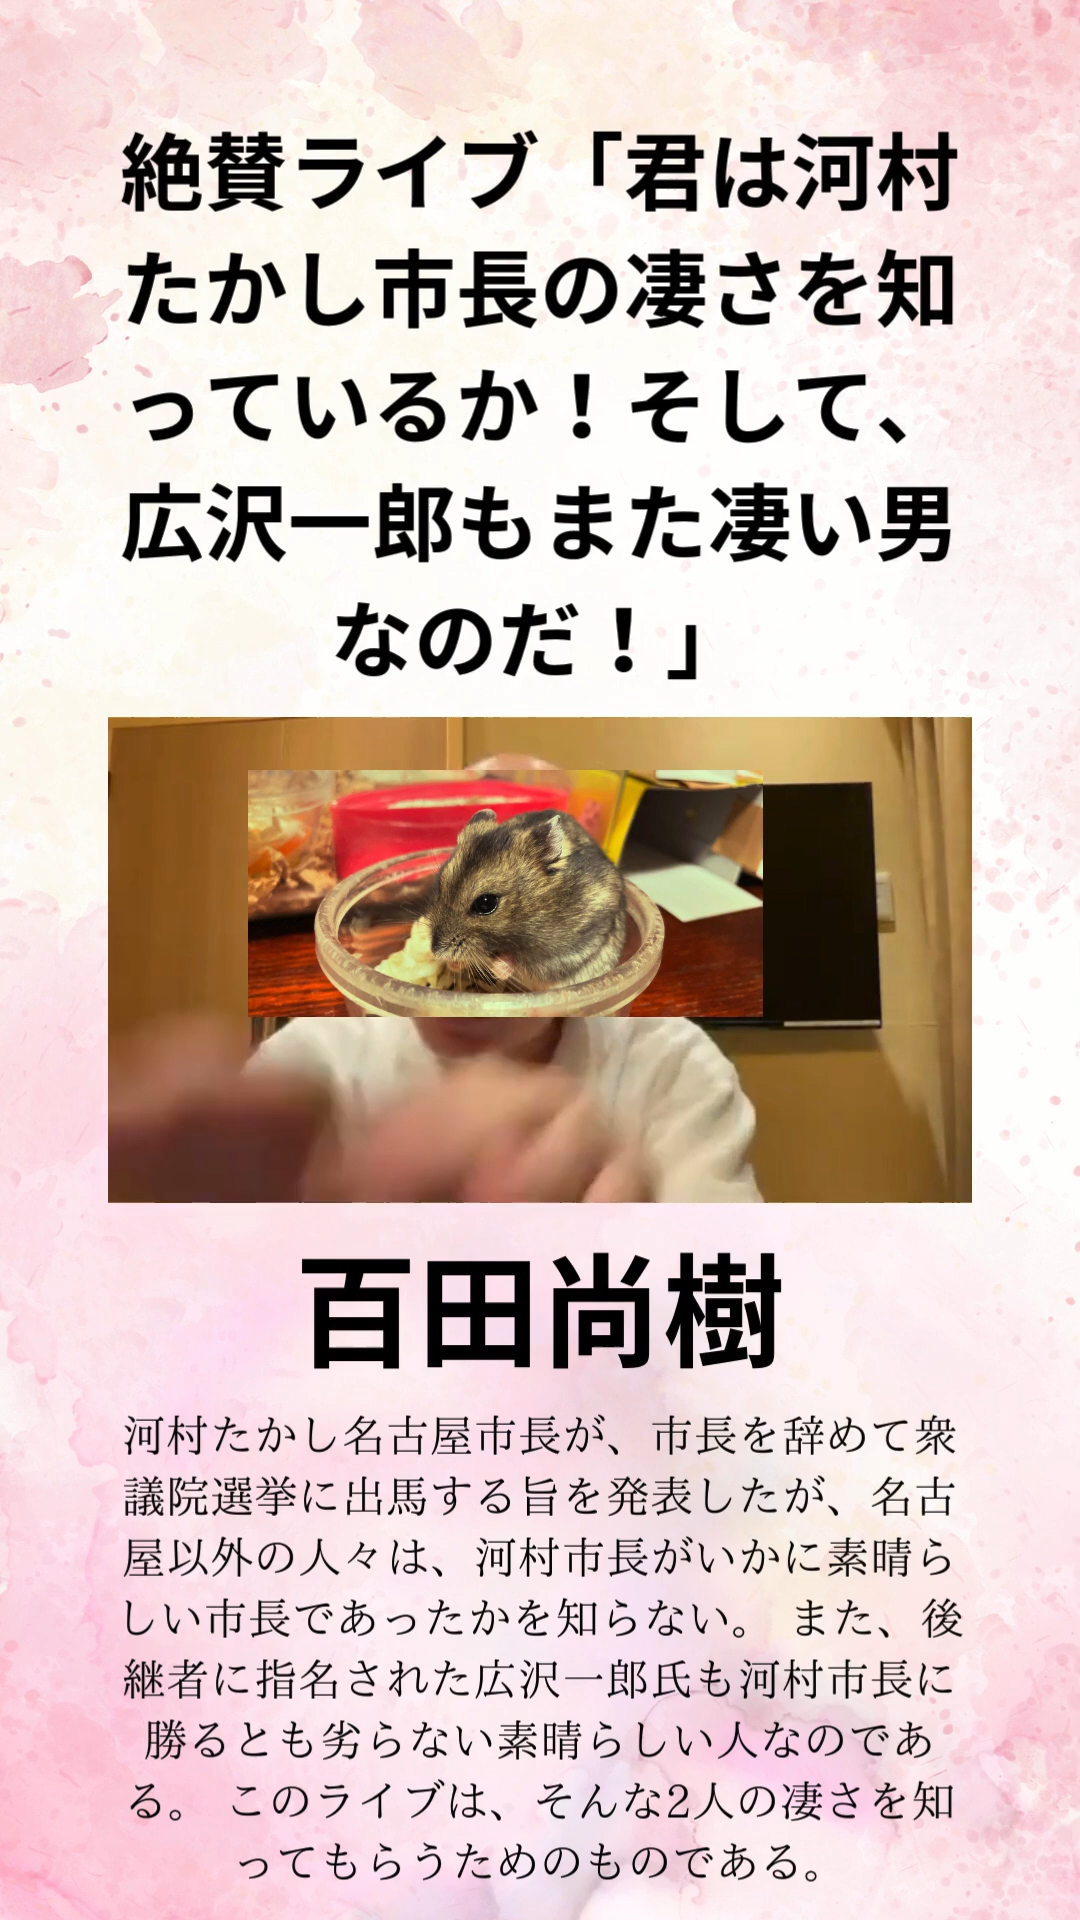 絶賛ライブ「君は河村
たかし市長の凄さを知
っているか！そして、
広沢一郎もまた凄い男
なのだ！」
百田尚樹
河村たかし名古屋市長が、市長を辞めて衆
議院選挙に出馬する旨を発表したが、名古
屋以外の人々は、河村市長がいかに素晴ら
しい市長であったかを知らない。 また、後
継者に指名された広沢一郎氏も河村市長に
勝るとも劣らない素晴らしい人なのであ
る。 このライブは、そんな2人の凄さを知
ってもらうためのものである。